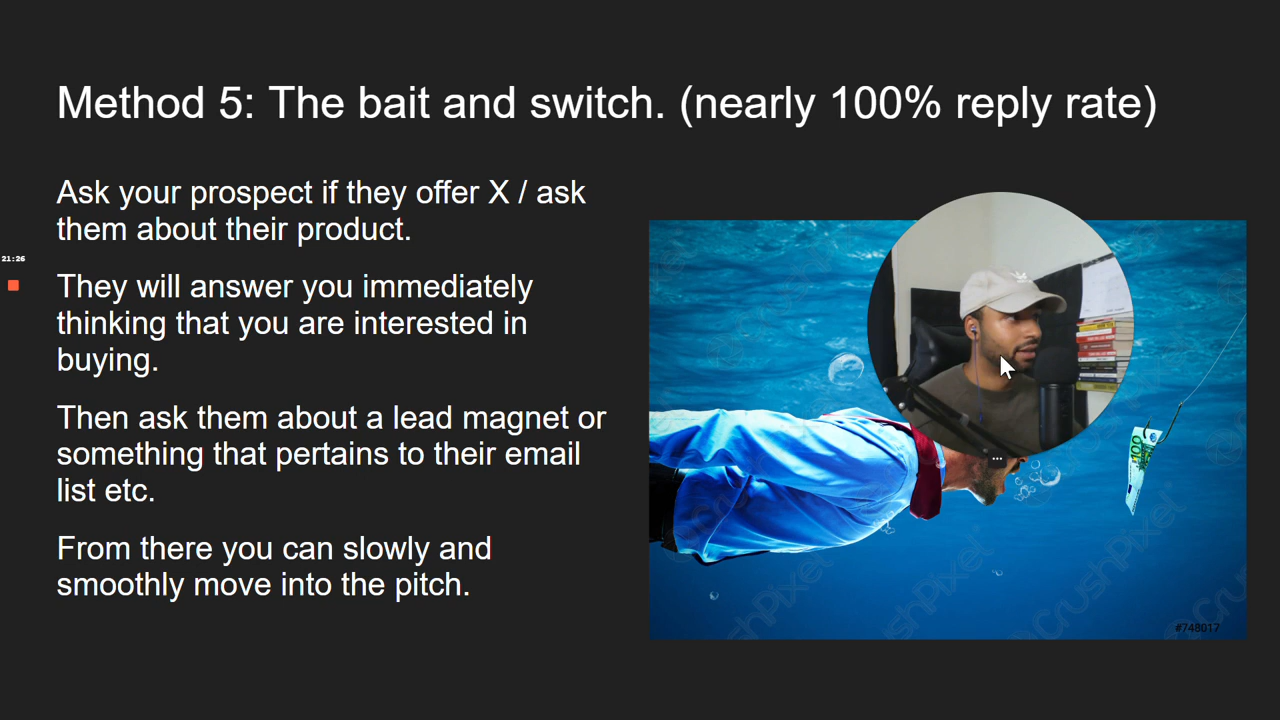 Method 5: The bait and switch. (nearly 100% reply rate)
Ask your prospect if they offer X / ask
them about their product.
21:26
They will answer you immediately
thinking that you are interested in
buying.
Then ask them about a lead magnet or
something that pertains to their email
list etc.
From there you can slowly and
smoothly move into the pitch.
100
CrushPixel
#748017